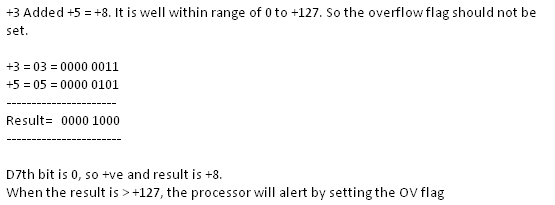 +3 Added +5 = +8. It is well within range of 0 to +127. So the overflow flag should not be
set.
+3 = 03 = 0000 0011
+5 = 05 = 0000 0101
-----------------------
Result= 0000 1000
------------------------
D7th bit is 0, so +ve and result is +8.
When the result is > +127, the processor will alert by setting the OV flag